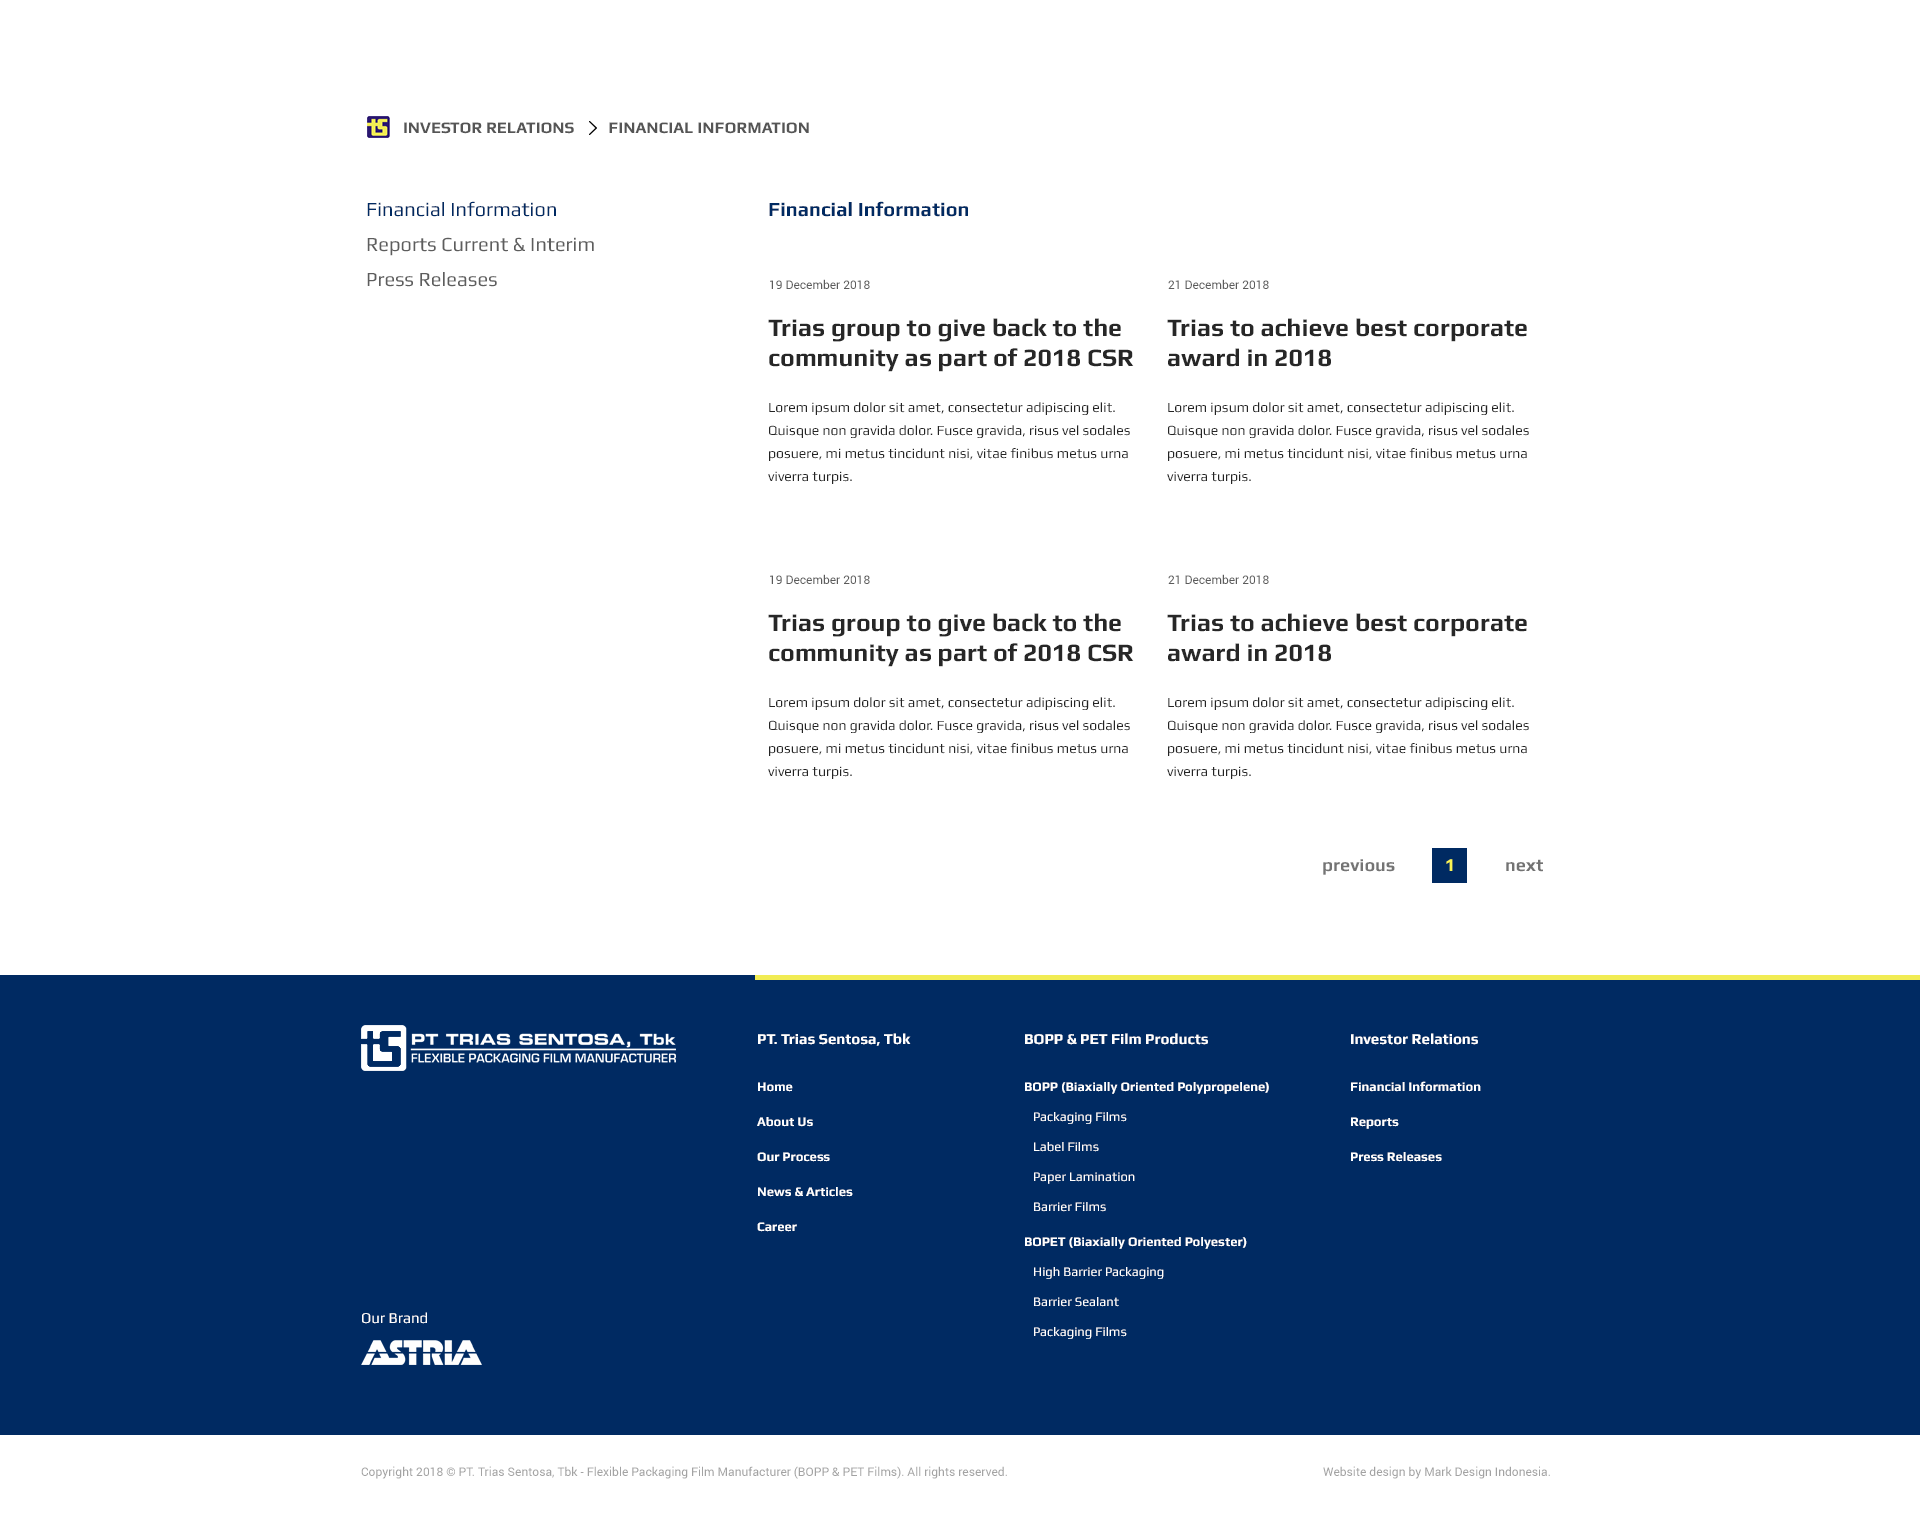 INVESTOR RELATIONS > FINANCIAL INFORMATION
Financial Information
Reports Current & Interim
Press Releases
Financial Information
19 December 2018
Trias group to give back to the
community as part of 2018 CSR
Lorem ipsum dolor sit amet, consectetur adipiscing elit.
Quisque non gravida dolor. Fusce gravida, risus vel sodales
posuere, mi metus tincidunt nisi, vitae finibus metus urna
viverra turpis.
21 December 2018
Trias to achieve best corporate
award in 2018
Lorem ipsum dolor sit amet, consectetur adipiscing elit.
Quisque non gravida dolor. Fusce gravida, risus vel sodales
posuere, mi metus tincidunt nisi, vitae finibus metus urna
viverra turpis.
19 December 2018
Trias group to give back to the
community as part of 2018 CSR
Lorem ipsum dolor sit amet, consectetur adipiscing elit.
Quisque non gravida dolor. Fusce gravida, risus vel sodales
posuere, mi metus tincidunt nisi, vitae finibus metus urna
viverra turpis.
21 December 2018
Trias to achieve best corporate
award in 2018
Lorem ipsum dolor sit amet, consectetur adipiscing elit.
Quisque non gravida dolor. Fusce gravida, risus vel sodales
posuere, mi metus tincidunt nisi, vitae finibus metus urna
viverra turpis.
previous 1 next
PT TRIAS SENTOSA, Tbk
FLEXIBLE PACKAGING FILM MANUFACTURER
Our Brand
ASTRIA
PT. Trias Sentosa, Tbk
Home
About Us
Our Process
News & Articles
Career
BOPP & PET Film Products
BOPP (Biaxially Oriented Polypropelene)
Packaging Films
Label Films
Paper Lamination
Barrier Films
BOPET (Biaxially Oriented Polyester)
High Barrier Packaging
Barrier Sealant
Packaging Films
Investor Relations
Financial Information
Reports
Press Releases
Copyright 2018 © PT. Trias Sentosa, Tbk - Flexible Packaging Film Manufacturer (BOPP & PET Films). All rights reserved.
Website design by Mark Design Indonesia.